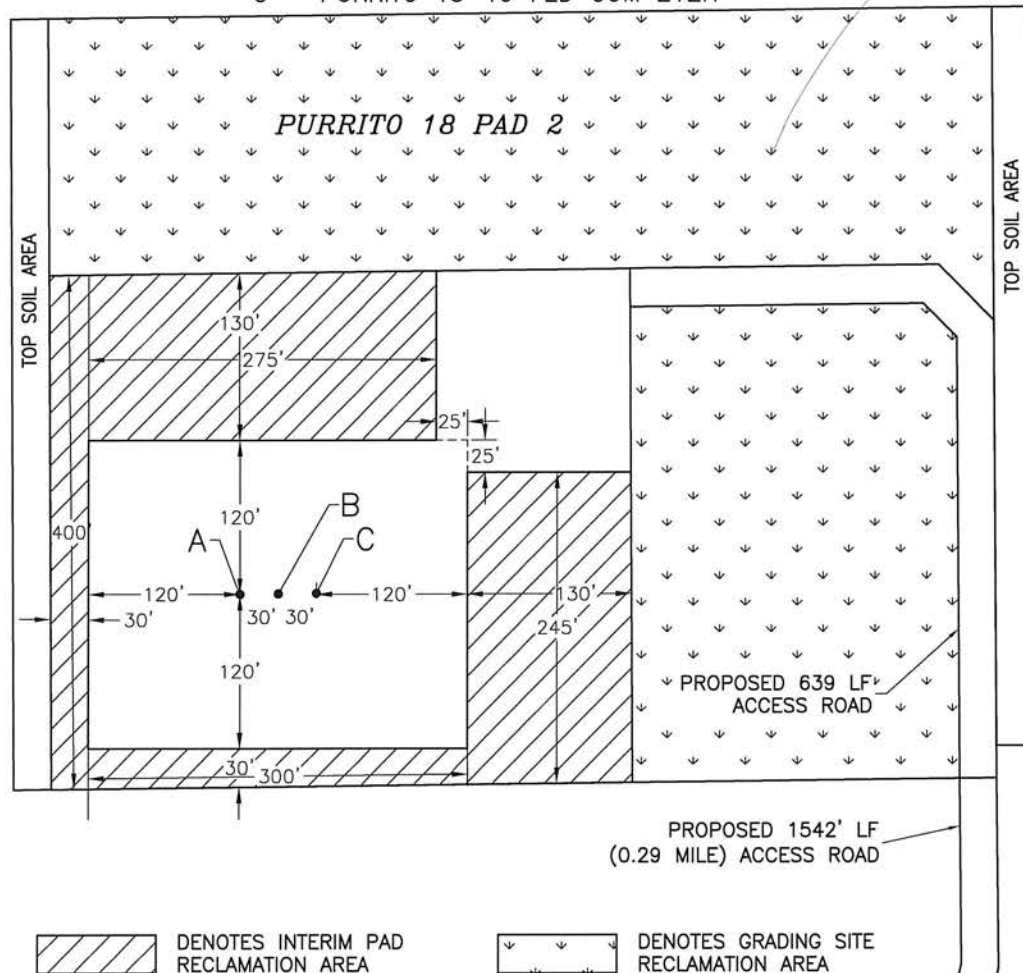 PURRITO 18 PAD 2
TOP SOIL AREA
TOP SOIL AREA
130'
275'
25'
25'
120'
A
B
C
400'
120'
30'
30'
120'
130'
30'
245'
120'
PROPOSED 639 LF
ACCESS ROAD
30'
300'
PROPOSED 1542' LF
(0.29 MILE) ACCESS ROAD
DENOTES INTERIM PAD
RECLAMATION AREA
DENOTES GRADING SITE
RECLAMATION AREA